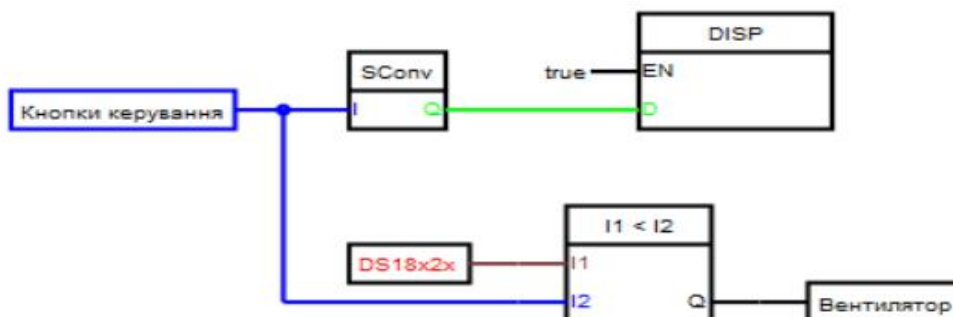 DISP
SConv
true
EN
Кнопки керування
I
Q
D
I1 < I2
DS18x2x
I1
I2
Q
Вентилятор